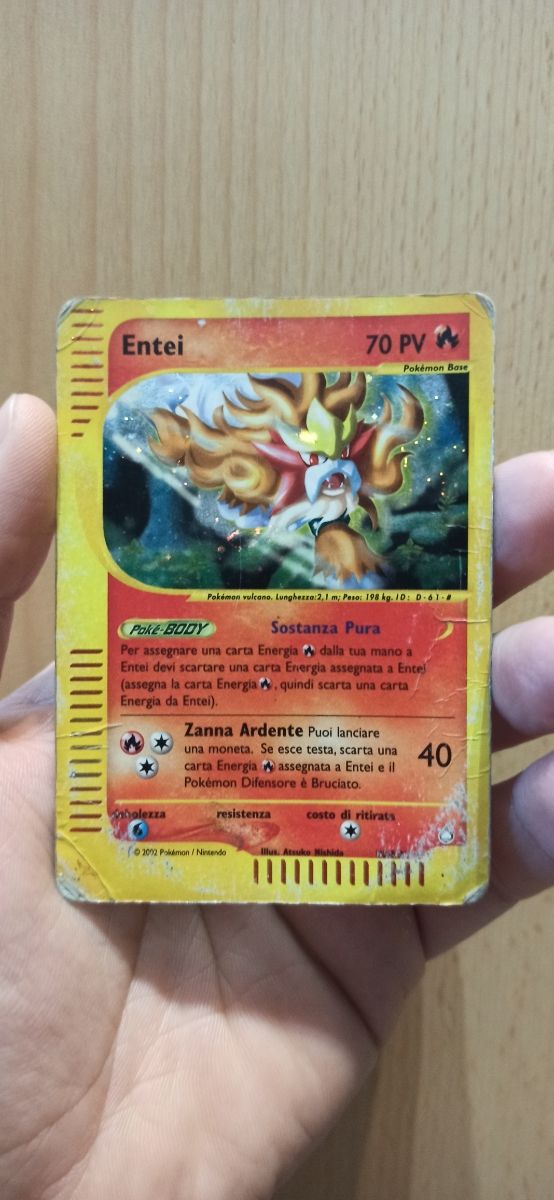 Entei
70 PV
Pokémon Base
Pokémon vulcano. Lunghezza:2,1 m; Peso: 198 kg. ID: D-61-#
Poké-BODY Sostanza Pura
Per assegnare una carta Energia dalla tua mano a
Entei devi scartare una carta Energia assegnata a Entei
(assegna la carta Energia , quindi scarta una carta
Energia da Entei).
Zanna Ardente Puoi lanciare
una moneta. Se esce testa, scarta una
carta Energia assegnata a Entei e il
Pokémon Difensore è Bruciato.
40
resistenza costo di ritirata
© 2002 Pokémon / Nintendo
Illus. Atsuko Nishida